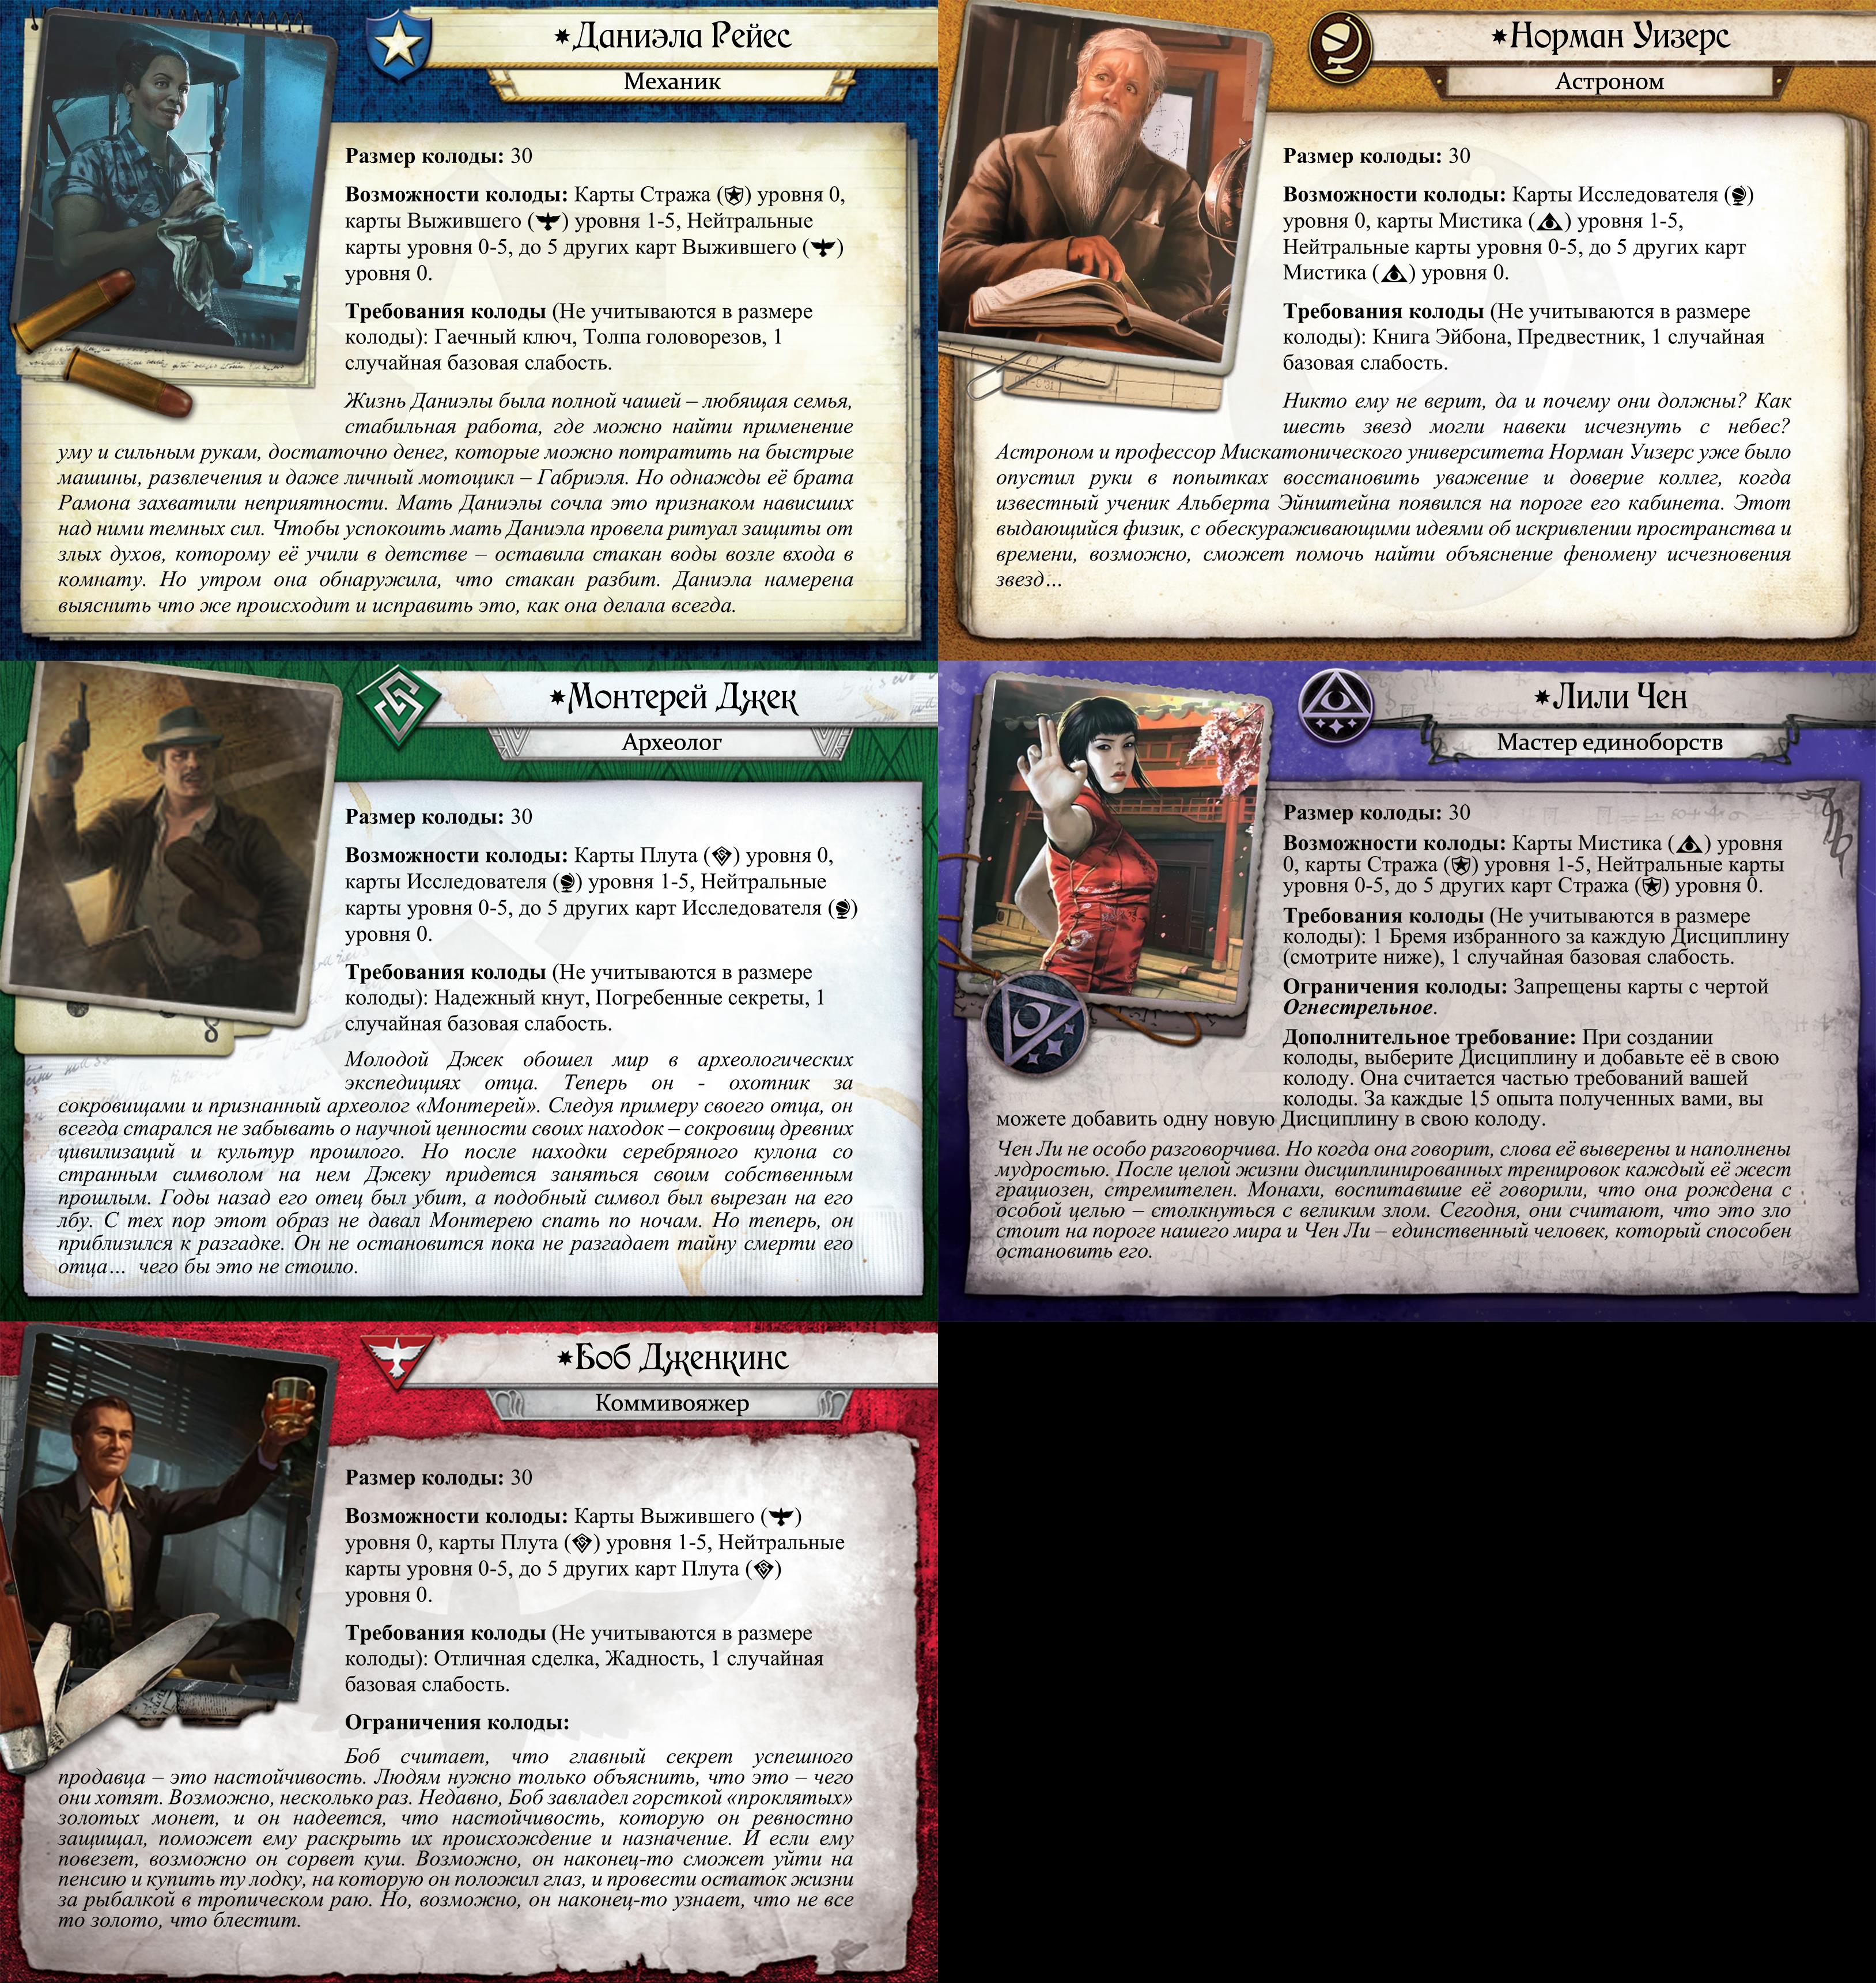 Даниэла Рейес
Механик
Размер колоды: 30
Возможности колоды: Карты Стража () уровня 0,
карты Выжившего () уровня 1-5, Нейтральные
карты уровня 0-5, до 5 других карт Выжившего ()
уровня 0.
Требования колоды (Не учитываются в размере
колоды): Гаечный ключ, Толпа головорезов, 1
случайная базовая слабость.
Жизнь Даниэлы была полной чашей – любящая семья,
стабильная работа, где можно найти применение
уму и сильным рукам, достаточно денег, которые можно потратить на быстрые
машины, развлечения и даже личный мотоцикл – Габриэля. Но однажды её брата
Рамона захватили неприятности. Мать Даниэлы сочла это признаком нависших
над ними темных сил. Чтобы успокоить мать Даниэла провела ритуал защиты от
злых духов, которому её учили в детстве – оставила стакан воды возле входа в
комнату. Но утром она обнаружила, что стакан разбит. Даниэла намерена
выяснить что же происходит и исправить это, как она делала всегда.
Норман Уизерс
Астроном
Размер колоды: 30
Возможности колоды: Карты Исследователя ()
уровня 0, карты Мистика () уровня 1-5,
Нейтральные карты уровня 0-5, до 5 других карт
Мистика () уровня 0.
Требования колоды (Не учитываются в размере
колоды): Книга Эйбона, Предвестник, 1 случайная
базовая слабость.
Никто ему не верит, да и почему они должны? Как
шесть звезд могли навеки исчезнуть с небес?
Астроном и профессор Мискатонического университета Норман Уизерс уже было
опустил руки в попытках восстановить уважение и доверие коллег, когда
известный ученик Альберта Эйнштейна появился на пороге его кабинета. Этот
выдающийся физик, с обескураживающими идеями об искривлении пространства и
времени, возможно, сможет помочь найти объяснение феномену исчезновения
звезд…
Монтерей Джек
Археолог
Размер колоды: 30
Возможности колоды: Карты Плута () уровня 0,
карты Исследователя () уровня 1-5, Нейтральные
карты уровня 0-5, до 5 других карт Исследователя ()
уровня 0.
Требования колоды (Не учитываются в размере
колоды): Надежный кнут, Погребенные секреты, 1
случайная базовая слабость.
Молодой Джек обошел мир в археологических
экспедициях отца. Теперь он - охотник за
сокровищами и признанный археолог «Монтерей». Следуя примеру своего отца, он
всегда старался не забывать о научной ценности своих находок – сокровищ древних
цивилизаций и культур прошлого. Но после находки серебряного кулона со
странным символом на нем Джеку придется заняться своим собственным
прошлым. Годы назад его отец был убит, а подобный символ был вырезан на его
лбу. С тех пор этот образ не давал Монтерею спать по ночам. Но теперь, он
приблизился к разгадке. Он не остановится пока не разгадает тайну смерти его
отца… чего бы это не стоило.
8
Лили Чен
Мастер единоборств
Размер колоды: 30
Возможности колоды: Карты Мистика () уровня
0, карты Стража () уровня 1-5, Нейтральные карты
уровня 0-5, до 5 других карт Стража () уровня 0.
Требования колоды (Не учитываются в размере
колоды): 1 Бремя избранного за каждую Дисциплину
(смотрите ниже), 1 случайная базовая слабость.
Ограничения колоды: Запрещены карты с чертой
Огнестрельное.
Дополнительное требование: При создании
колоды, выберите Дисциплину и добавьте её в свою
колоду. Она считается частью требований вашей
колоды. За каждые 15 опыта полученных вами, вы
можете добавить одну новую Дисциплину в свою колоду.
Чен Ли не особо разговорчива. Но когда она говорит, слова её выверены и наполнены
мудростью. После целой жизни дисциплинированных тренировок каждый её жест
грациозен, стремителен. Монахи, воспитавшие её говорили, что она рождена с
особой целью – столкнуться с великим злом. Сегодня, они считают, что это зло
стоит на пороге нашего мира и Чен Ли – единственный человек, который способен
остановить его.
Боб Дженкинс
Коммивояжер
Размер колоды: 30
Возможности колоды: Карты Выжившего ()
уровня 0, карты Плута () уровня 1-5, Нейтральные
карты уровня 0-5, до 5 других карт Плута ()
уровня 0.
Требования колоды (Не учитываются в размере
колоды): Отличная сделка, Жадность, 1 случайная
базовая слабость.
Ограничения колоды:
Боб считает, что главный секрет успешного
продавца – это настойчивость. Людям нужно только объяснить, что это – чего
они хотят. Возможно, несколько раз. Недавно, Боб завладел горсткой «проклятых»
золотых монет, и он надеется, что настойчивость, которую он ревностно
защищал, поможет ему раскрыть их происхождение и назначение. И если ему
повезет, возможно он сорвет куш. Возможно, он наконец-то сможет уйти на
пенсию и купить ту лодку, на которую он положил глаз, и провести остаток жизни
за рыбалкой в тропическом раю. Но, возможно, он наконец-то узнает, что не все
то золото, что блестит.